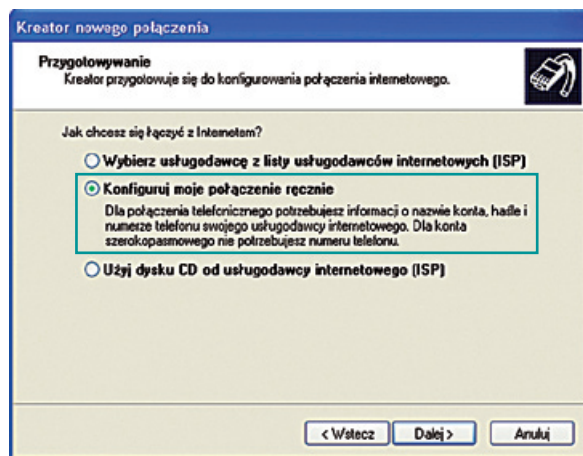 Kreator nowego połączenia
Przygotowywanie
Kreator przygotowuje się do konfigurowania połączenia internetowego.
Jak chcesz się łączyć z Internetem?
Wybierz usługodawcę z listy usługodawców internetowych (ISP)
Konfiguruj moje połączenie ręcznie
Dla połączenia telefonicznego potrzebujesz informacji o nazwie konta, haśle i
numerze telefonu swojego usługodawcy internetowego. Dla konta
szerokopasmowego nie potrzebujesz numeru telefonu.
Użyj dysku CD od usługodawcy internetowego (ISP)
< Wstecz Dalej > Anuluj